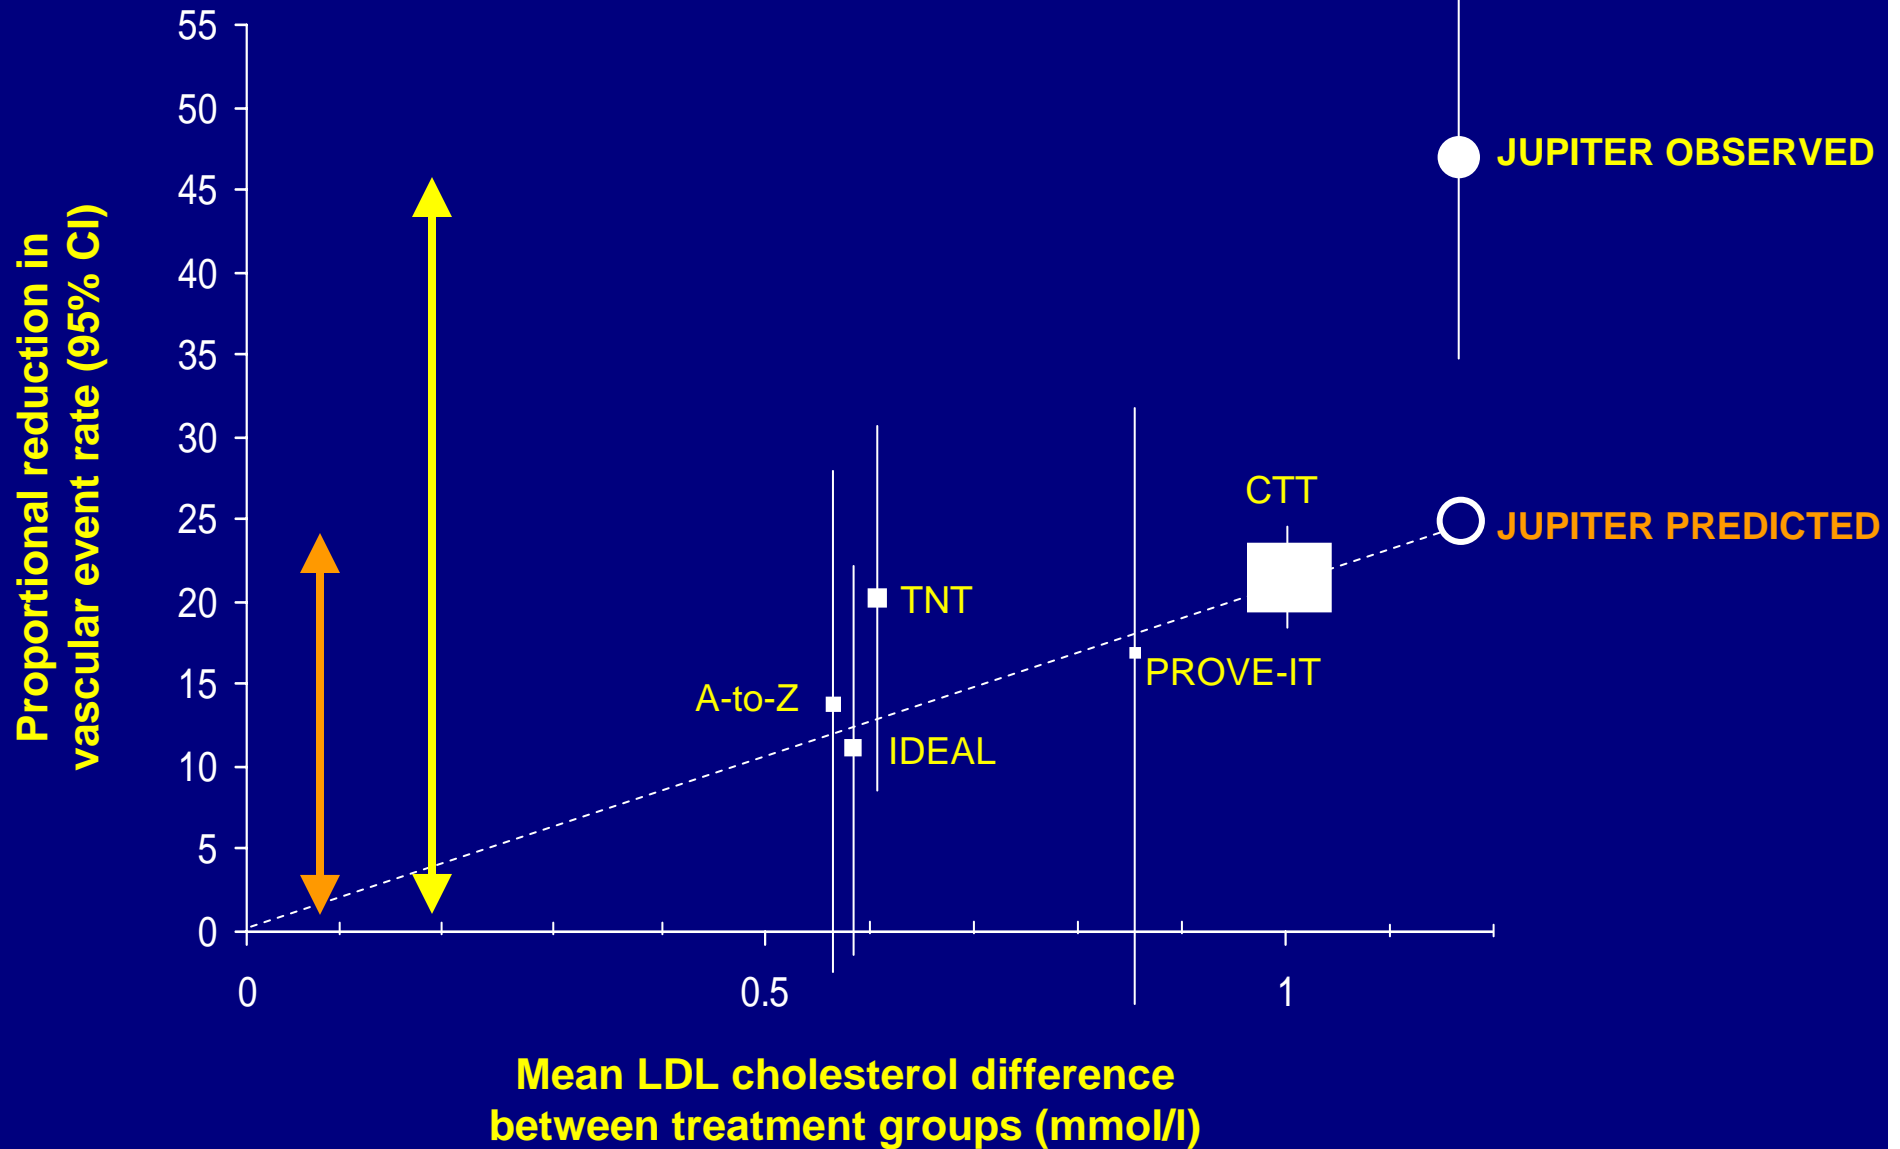 Proportional reduction in
vascular event rate (95% CI)
55
50
45
40
35
30
25
20
15
10
5
0
JUPITER OBSERVED
CTT
JUPITER PREDICTED
TNT
PROVE-IT
A-to-Z
IDEAL
0 0.5 1
Mean LDL cholesterol difference
between treatment groups (mmol/l)